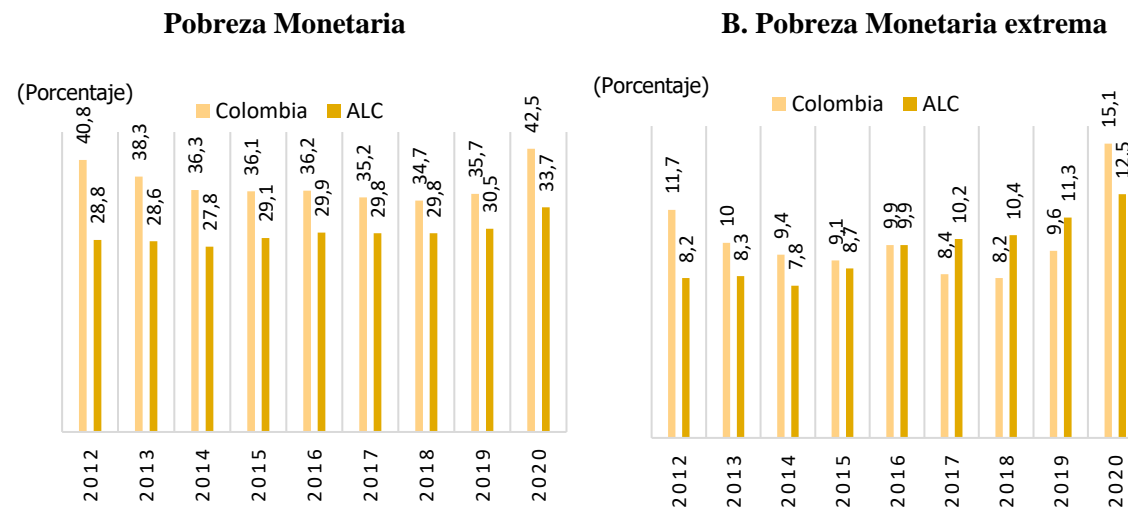 Pobreza Monetaria
(Porcentaje)
Colombia ALC
40,8 28,8 38,3 28,6 36,3 27,8 36,1 29,1 36,2 29,9 35,2 29,8 34,7 29,8 35,7 30,5 42,5 33,7
2012 2013 2014 2015 2016 2017 2018 2019 2020
B. Pobreza Monetaria extrema
(Porcentaje)
Colombia ALC
11,7 8,2 10 8,3 9,4 7,8 9,1 8,7 9,9 9,9 8,4 10,2 8,2 10,4 9,6 11,3 15,1 12,5
2012 2013 2014 2015 2016 2017 2018 2019 2020